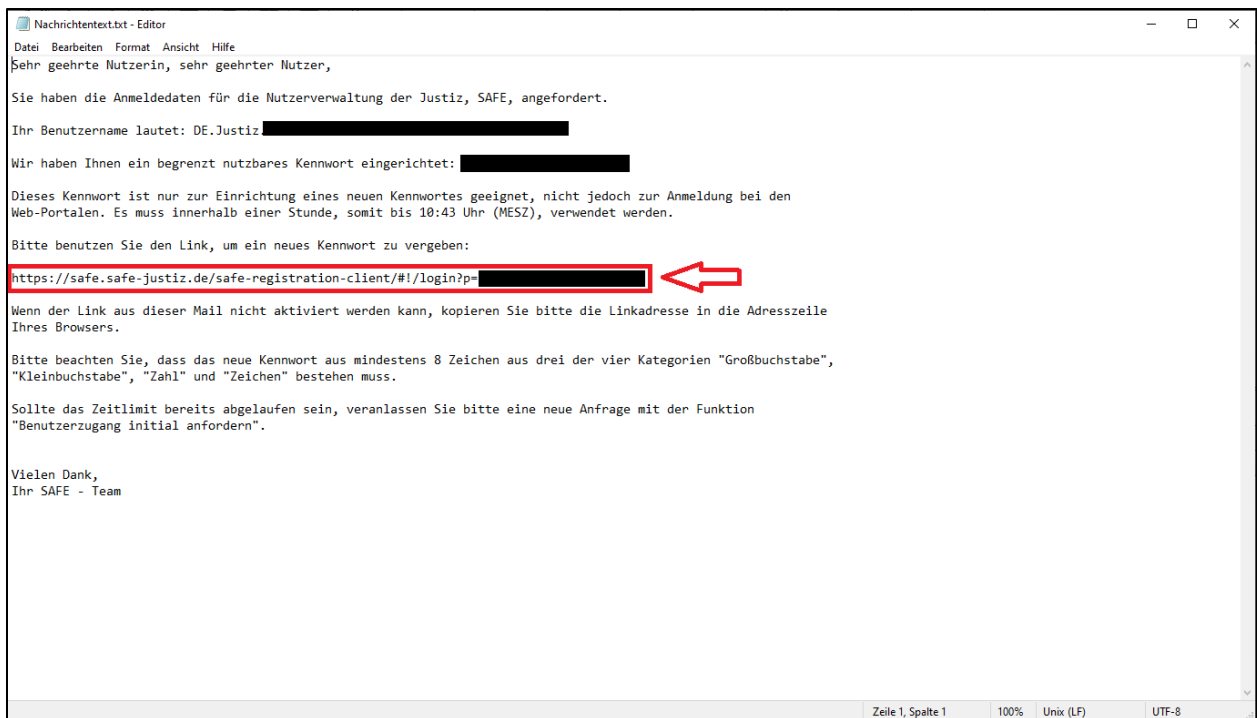 Nachrichtentext.txt - Editor
Datei Bearbeiten Format Ansicht Hilfe
Sehr geehrte Nutzerin, sehr geehrter Nutzer,
Sie haben die Anmeldedaten für die Nutzerverwaltung der Justiz, SAFE, angefordert.
Ihr Benutzername lautet: DE.Justiz.
Wir haben Ihnen ein begrenzt nutzbares Kennwort eingerichtet:
Dieses Kennwort ist nur zur Einrichtung eines neuen Kennwortes geeignet, nicht jedoch zur Anmeldung bei den
Web-Portalen. Es muss innerhalb einer Stunde, somit bis 10:43 Uhr (MESZ), verwendet werden.
Bitte benutzen Sie den Link, um ein neues Kennwort zu vergeben:
https://safe.safe-justiz.de/safe-registration-client/#!/login?p=
Wenn der Link aus dieser Mail nicht aktiviert werden kann, kopieren Sie bitte die Linkadresse in die Adresszeile
Ihres Browsers.
Bitte beachten Sie, dass das neue Kennwort aus mindestens 8 Zeichen aus drei der vier Kategorien "Großbuchstabe",
"Kleinbuchstabe", "Zahl" und "Zeichen" bestehen muss.
Sollte das Zeitlimit bereits abgelaufen sein, veranlassen Sie bitte eine neue Anfrage mit der Funktion
"Benutzerzugang initial anfordern".
Vielen Dank,
Ihr SAFE - Team
Zeile 1, Spalte 1 100% Unix (LF) UTF-8